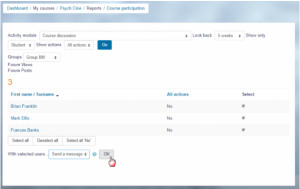 Dashboard / My courses / Psych Cine / Reports / Course participation
Activity module Course discussion Look back 5 weeks Show only
Student Show actions All actions Go
Groups Group B01
Forum Views
Forum Posts
3
First name / Surname All actions Select
Brian Franklin No
Mark Ellis No
Frances Banks No
Select all Deselect all Select all 'No'
With selected users... Send a message OK